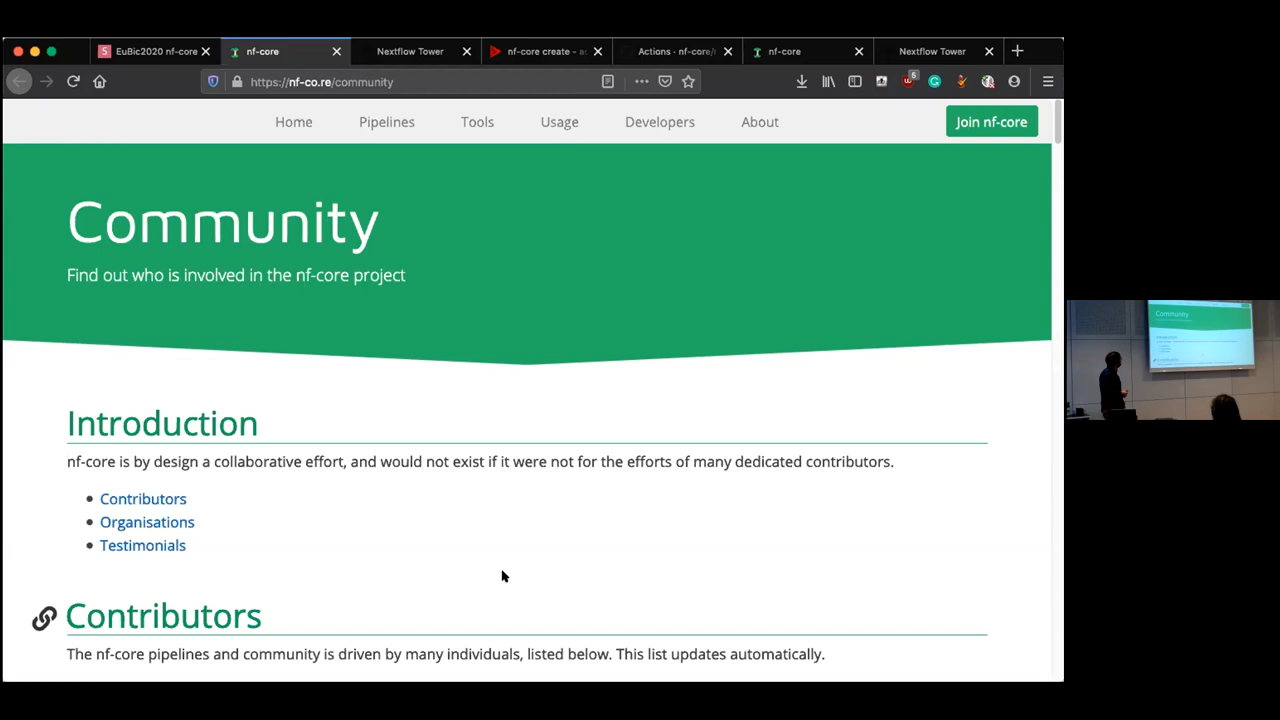 EuBic2020 nf-core
nf-core
Nextflow Tower
nf-core create - as
Actions · nf-core/r
nf-core
Nextflow Tower
https://nf-co.re/community
6
Home
Pipelines
Tools
Usage
Developers
About
Join nf-core
Community
Find out who is involved in the nf-core project
Introduction
nf-core is by design a collaborative effort, and would not exist if it were not for the efforts of many dedicated contributors.
Contributors
Organisations
Testimonials
Contributors
The nf-core pipelines and community is driven by many individuals, listed below. This list updates automatically.
Community